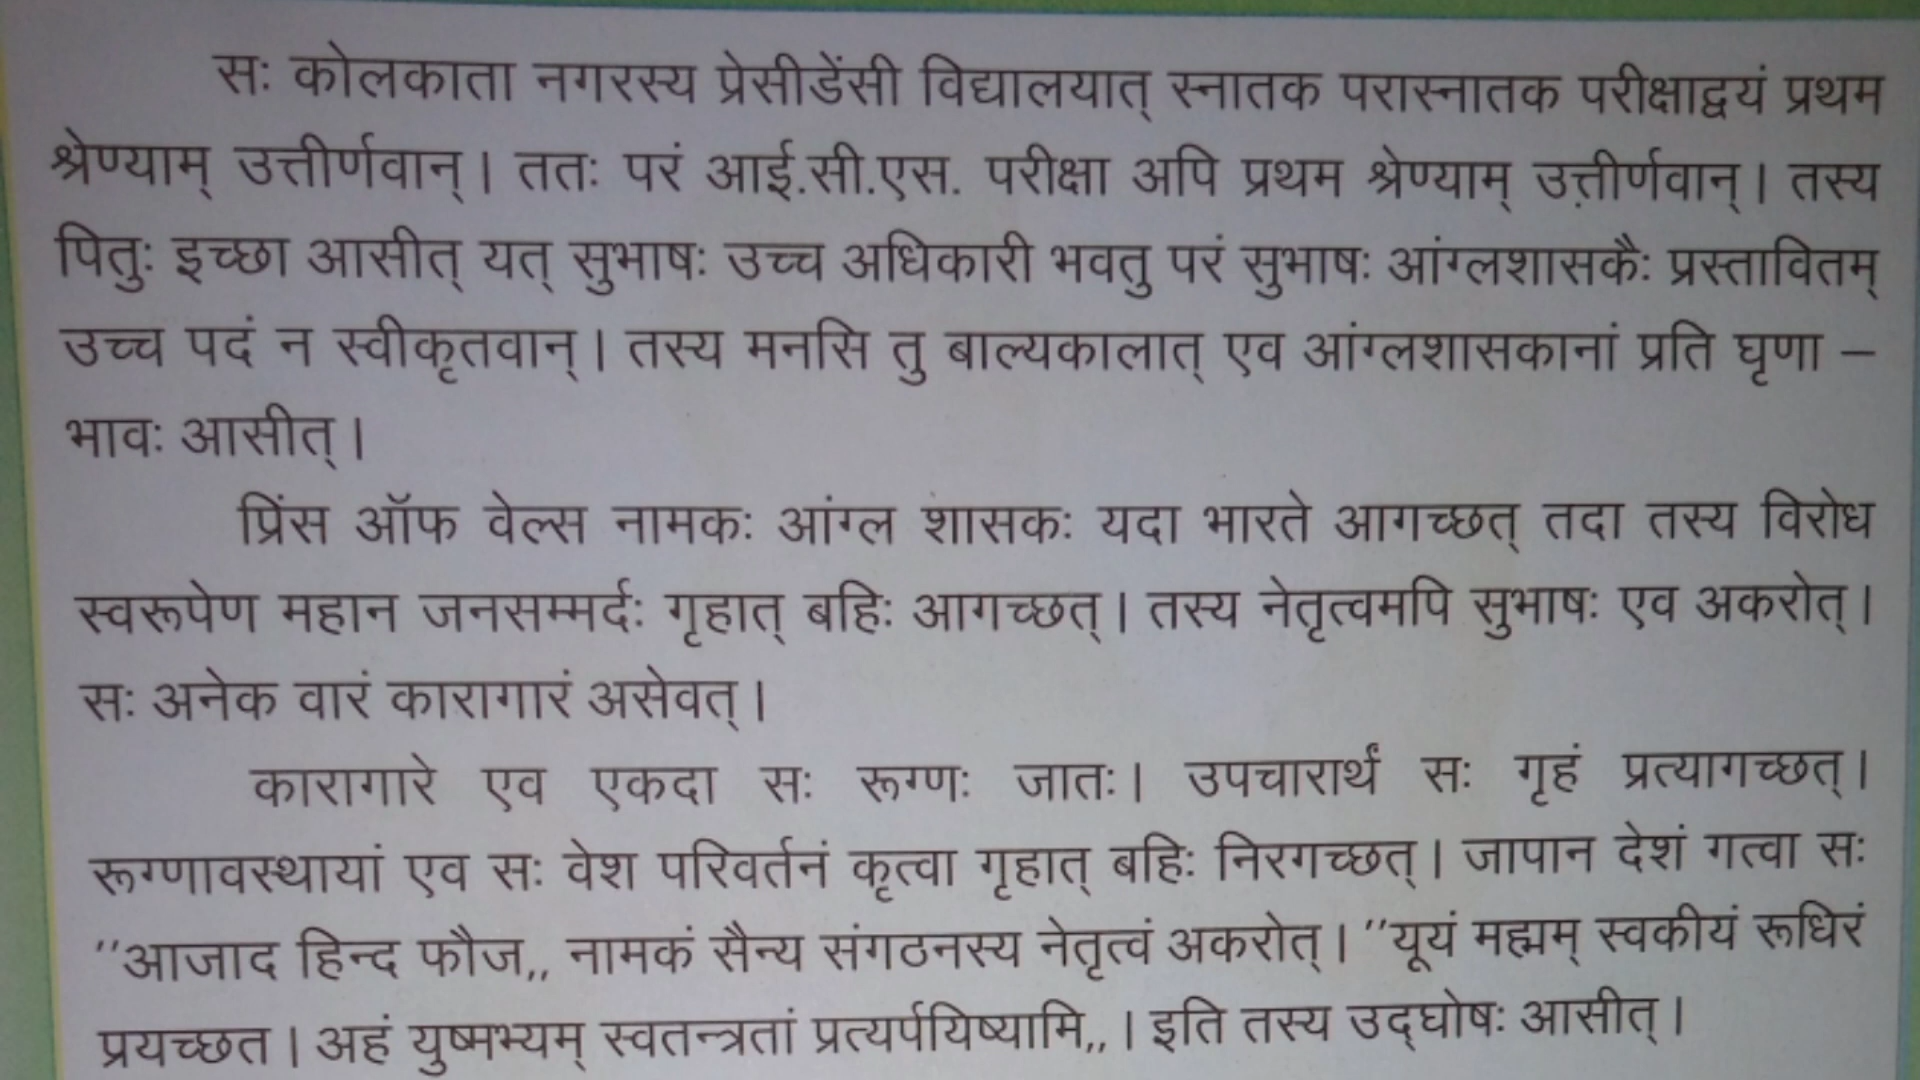 सः कोलकाता नगरस्य प्रेसीडेंसी विद्यालयात् स्नातक परास्नातक परीक्षाद्वयं प्रथम
श्रेण्याम् उत्तीर्णवान्। ततः परं आई.सी.एस. परीक्षा अपि प्रथम श्रेण्याम् उत्तीर्णवान्। तस्य
पितुः इच्छा आसीत् यत् सुभाषः उच्च अधिकारी भवतु परं सुभाषः आंग्लशासकैः प्रस्तावितम्
उच्च पदं न स्वीकृतवान्। तस्य मनसि तु बाल्यकालात् एव आंग्लशासकानां प्रति घृणा –
भावः आसीत्।
प्रिंस ऑफ वेल्स नामकः आंग्ल शासकः यदा भारते आगच्छत् तदा तस्य विरोध
स्वरूपेण महान जनसम्मर्दः गृहात् बहिः आगच्छत्। तस्य नेतृत्वमपि सुभाषः एव अकरोत्।
सः अनेक वारं कारागारं असेवत्।
कारागारे एव एकदा सः रूग्णः जातः। उपचारार्थं सः गृहं प्रत्यागच्छत्।
रूग्णावस्थायां एव सः वेश परिवर्तनं कृत्वा गृहात् बहिः निरगच्छत्। जापान देशं गत्वा सः
"आजाद हिन्द फौज,, नामकं सैन्य संगठनस्य नेतृत्वं अकरोत्। "यूयं मह्मम् स्वकीयं रूधिरं
प्रयच्छत। अहं युष्मभ्यम् स्वतन्त्रतां प्रत्यर्पयिष्यामि,,। इति तस्य उद्घोषः आसीत्।